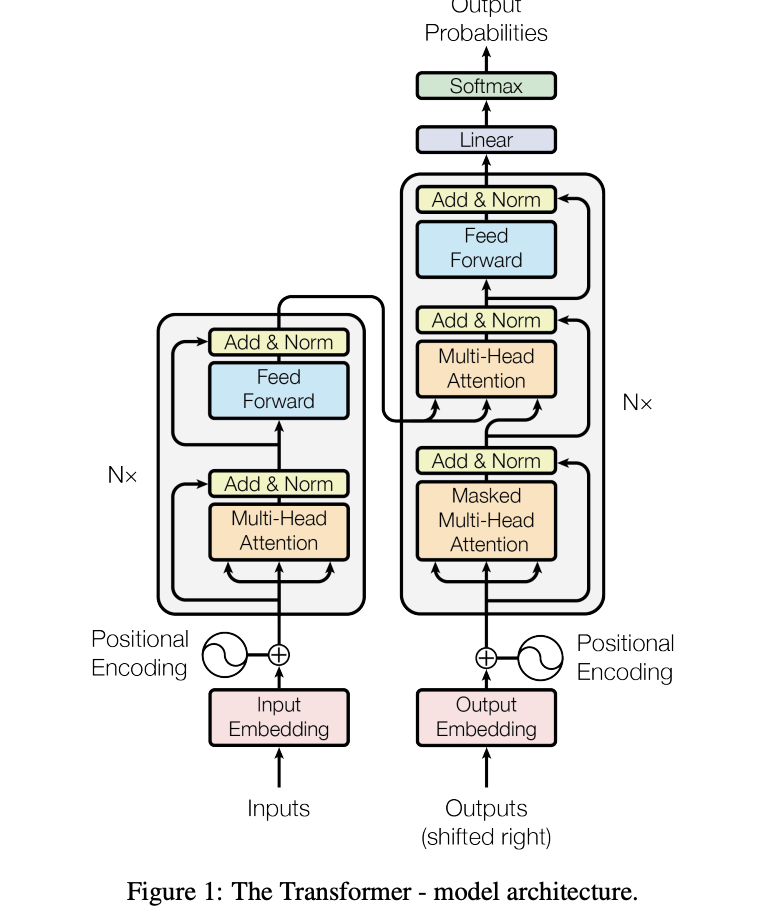 Output
Probabilities
Softmax
Linear
Add & Norm
Feed
Forward
Add & Norm
Multi-Head
Attention
Add & Norm
Masked
Multi-Head
Attention
N×
Add & Norm
Feed
Forward
Add & Norm
Multi-Head
Attention
N×
Positional
Encoding
Positional
Encoding
Input
Embedding
Output
Embedding
Inputs
Outputs
(shifted right)
Figure 1: The Transformer - model architecture.